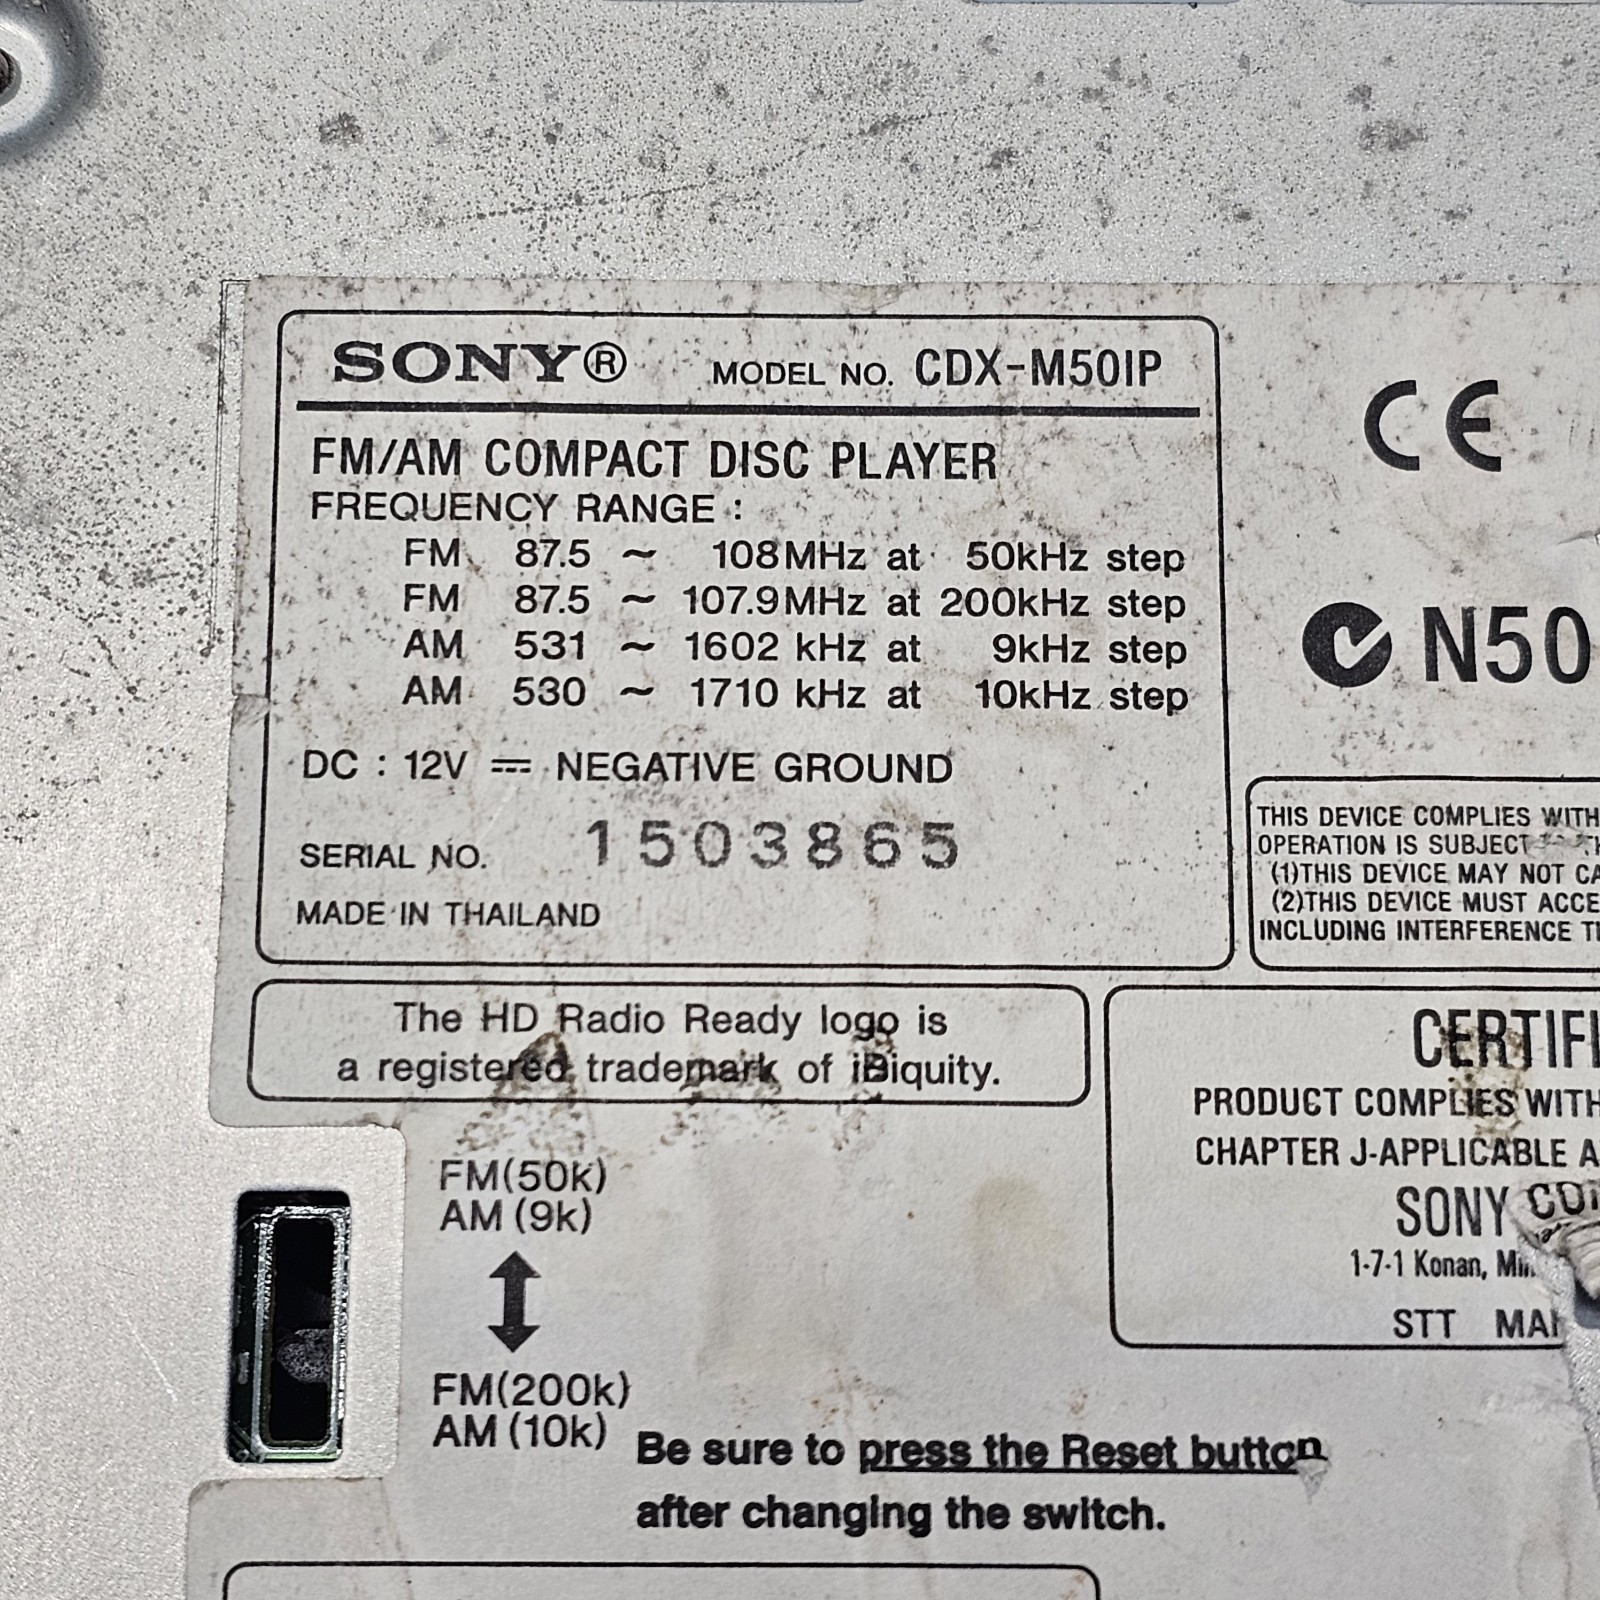 SONY® MODEL NO. CDX-M50IP
FM/AM COMPACT DISC PLAYER
FREQUENCY RANGE :
FM 87.5 ~ 108MHz at 50kHz step
FM 87.5 ~ 107.9MHz at 200kHz step
AM 531 ~ 1602 kHz at 9kHz step
AM 530 ~ 1710 kHz at 10kHz step
DC : 12V ⎓ NEGATIVE GROUND
SERIAL NO. 1503865
MADE IN THAILAND
CE
N50
THIS DEVICE COMPLIES WITH
OPERATION IS SUBJECT
(1)THIS DEVICE MAY NOT CA
(2)THIS DEVICE MUST ACCE
INCLUDING INTERFERENCE
The HD Radio Ready logo is
a registered trademark of iBiquity.
CERTIFI
PRODUCT COMPLIES WITH
CHAPTER J-APPLICABLE A
SONY
1-7-1 Konan,
STT MA
FM(50k)
AM (9k)
FM(200k)
AM (10k)
Be sure to press the Reset button
after changing the switch.